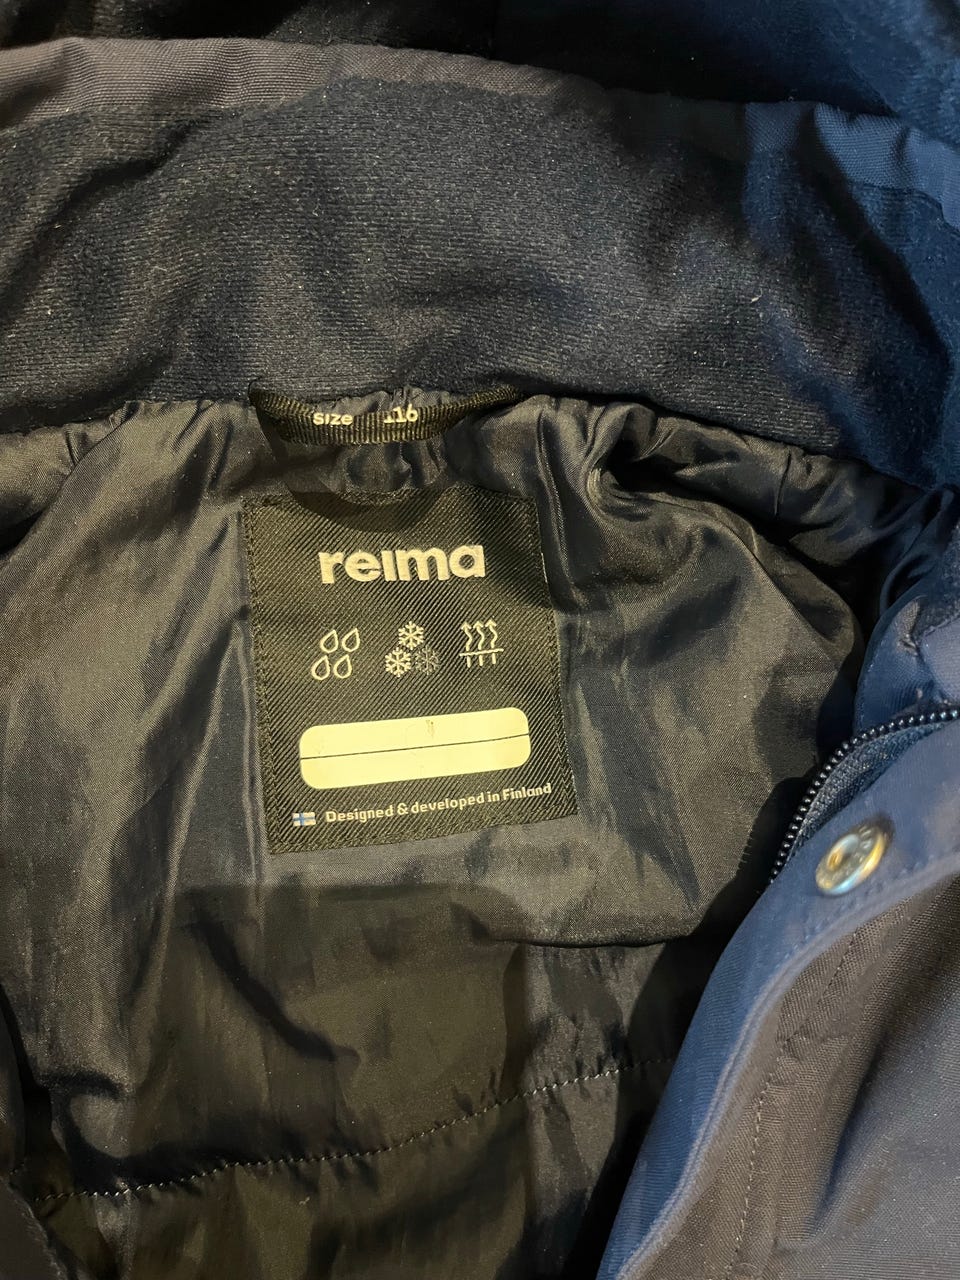 size 116
reima
Designed & developed in Finland